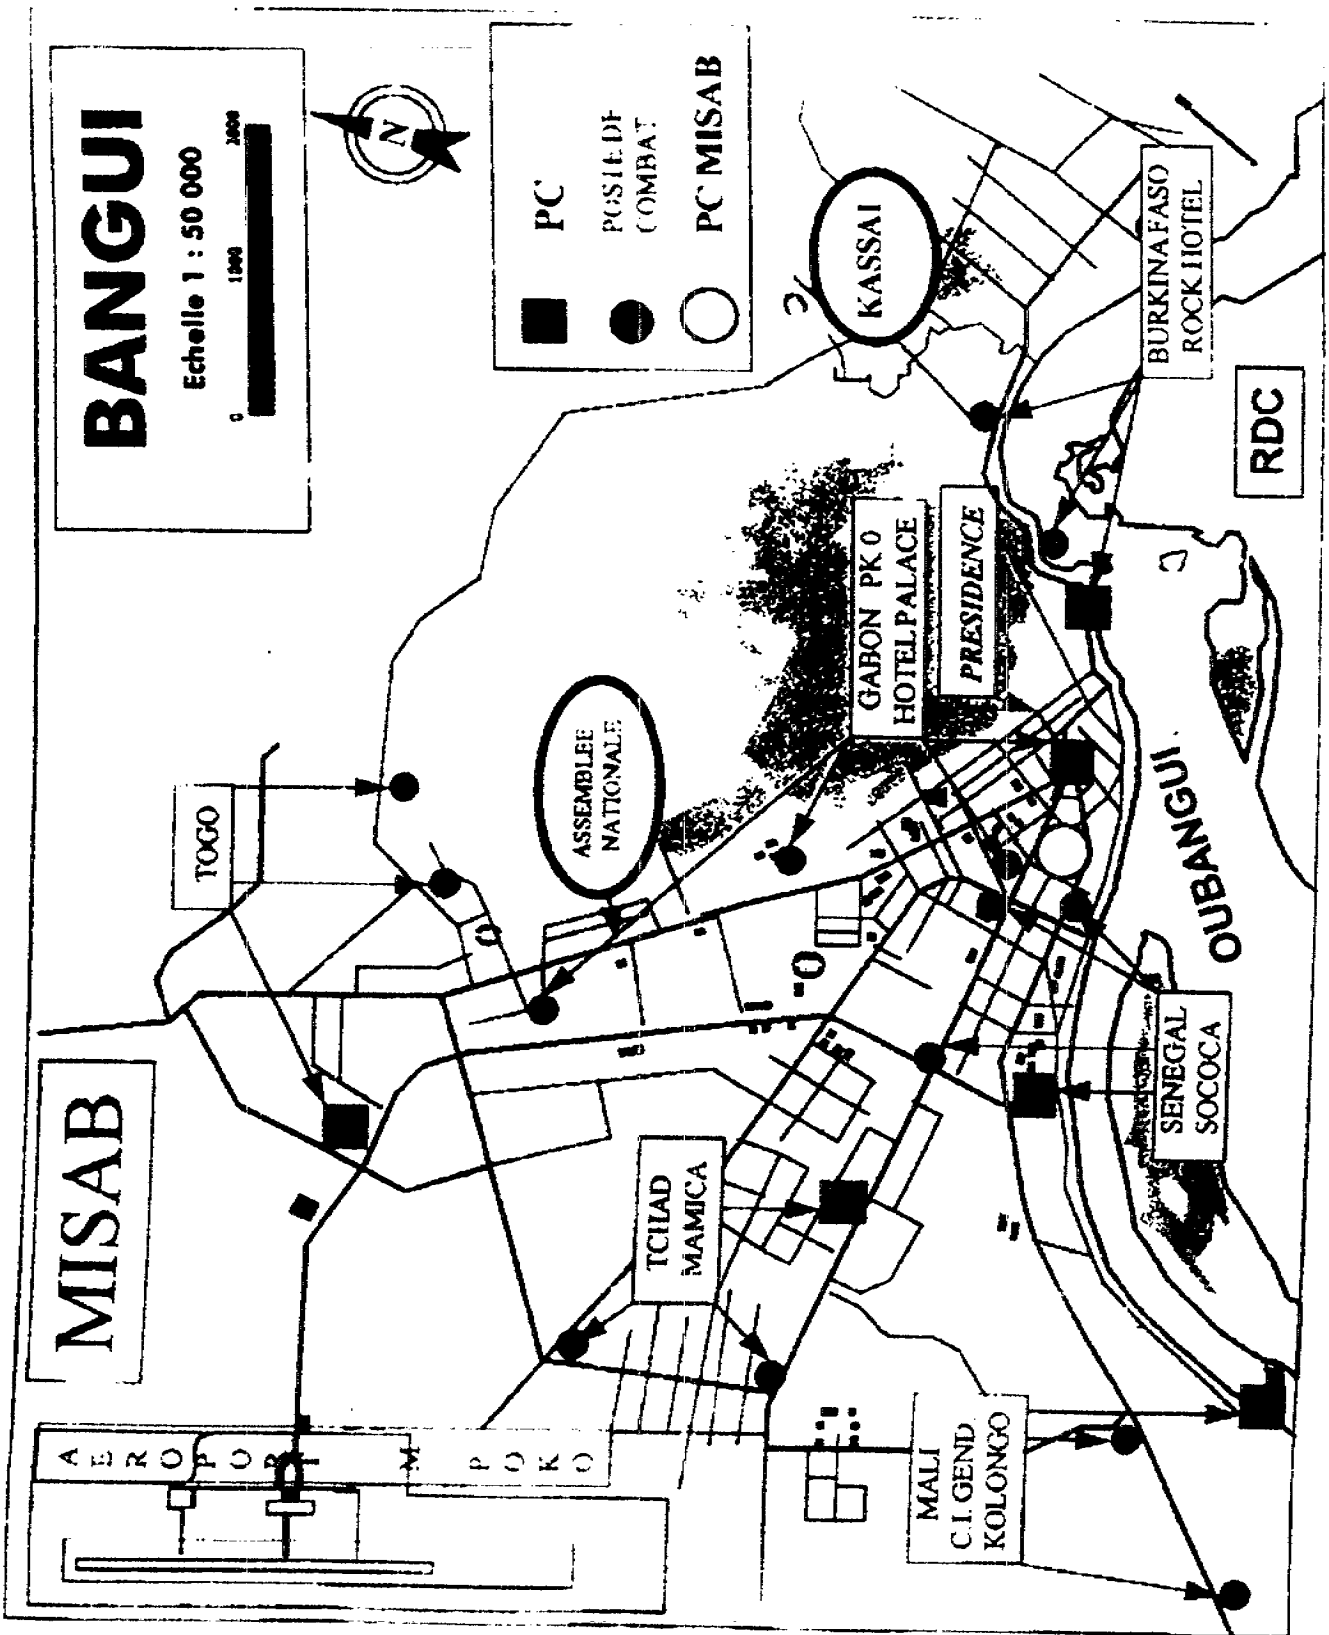 MISAB
BANGUI
Echelle 1 : 50 000
0 1000 2000
N
PC
POSTE DE
COMBAT
PC MISAB
AEROPORT M POKO
TOGO
ASSEMBLEE
NATIONALE
KASSAI
TCHAD
MAMICA
GABON PK 0
HOTEL PALACE
PRESIDENCE
MALI
C.I. GEND
KOLONGO
SENEGAL
SOCOCA
OUBANGUI
BURKINA FASO
ROCK HOTEL
RDC